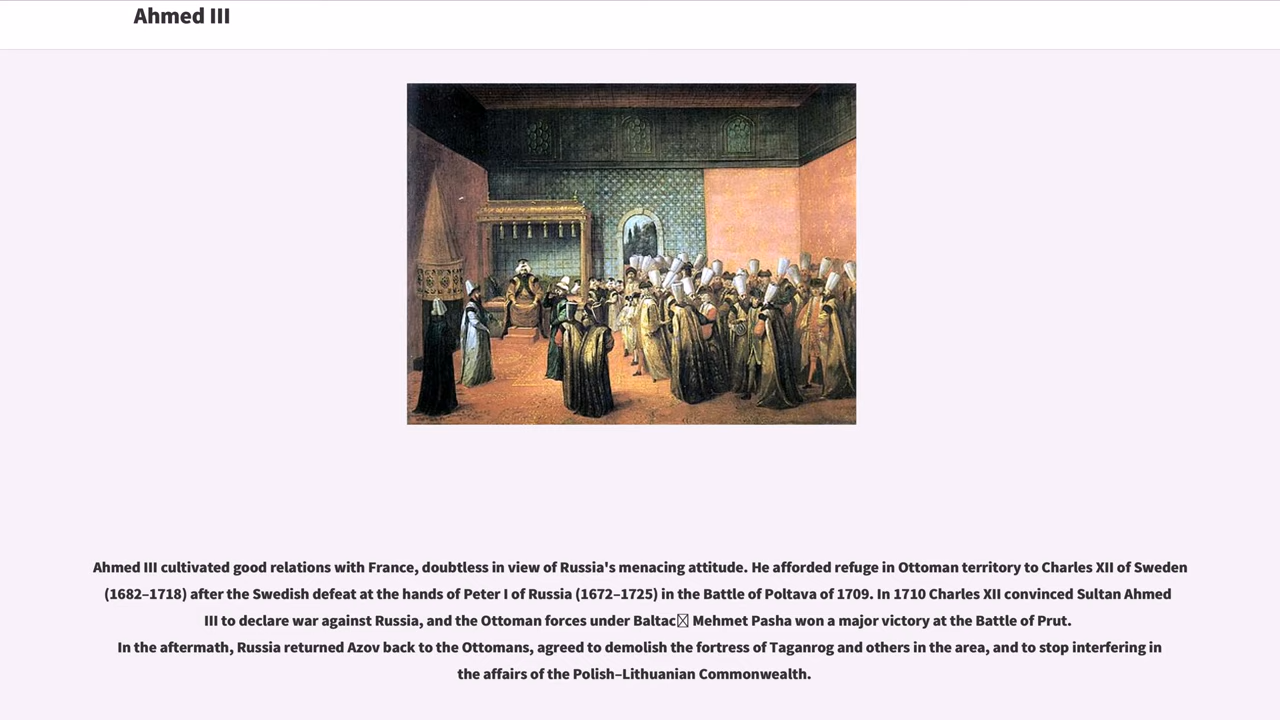 Ahmed III
Ahmed III cultivated good relations with France, doubtless in view of Russia's menacing attitude. He afforded refuge in Ottoman territory to Charles XII of Sweden
(1682–1718) after the Swedish defeat at the hands of Peter I of Russia (1672–1725) in the Battle of Poltava of 1709. In 1710 Charles XII convinced Sultan Ahmed
III to declare war against Russia, and the Ottoman forces under Baltac□ Mehmet Pasha won a major victory at the Battle of Prut.
In the aftermath, Russia returned Azov back to the Ottomans, agreed to demolish the fortress of Taganrog and others in the area, and to stop interfering in
the affairs of the Polish–Lithuanian Commonwealth.